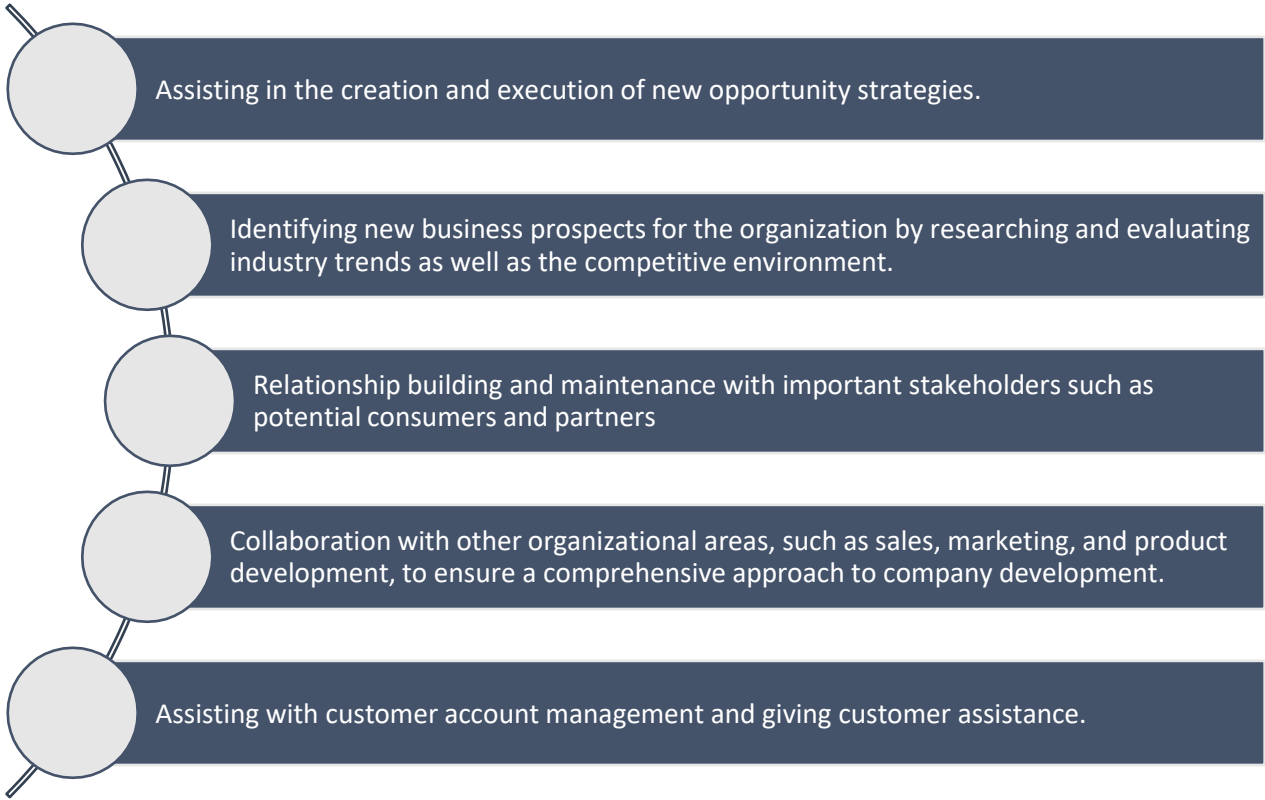 Assisting in the creation and execution of new opportunity strategies.
Identifying new business prospects for the organization by researching and evaluating
industry trends as well as the competitive environment.
Relationship building and maintenance with important stakeholders such as
potential consumers and partners
Collaboration with other organizational areas, such as sales, marketing, and product
development, to ensure a comprehensive approach to company development.
Assisting with customer account management and giving customer assistance.